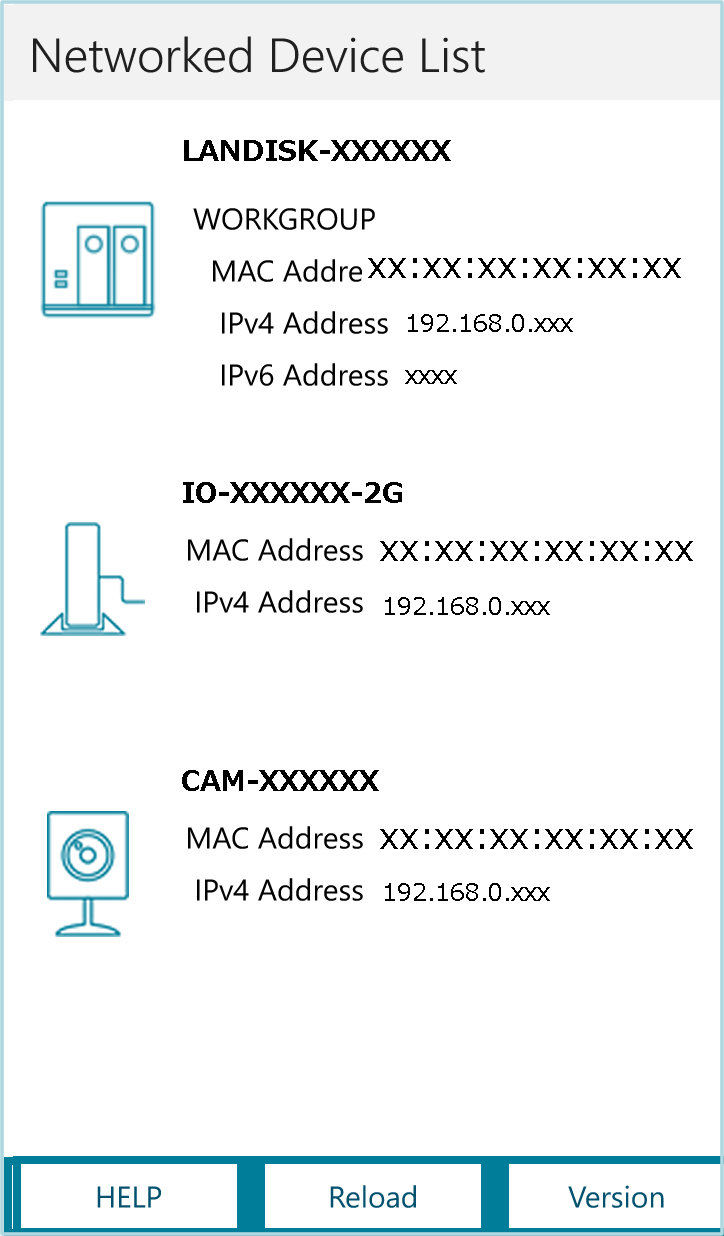 Networked Device List
LANDISK-XXXXXX
WORKGROUP
MAC Addre XX:XX:XX:XX:XX:XX
IPv4 Address 192.168.0.xxx
IPv6 Address xxxx
IO-XXXXXX-2G
MAC Address XX:XX:XX:XX:XX:XX
IPv4 Address 192.168.0.xxx
CAM-XXXXXX
MAC Address XX:XX:XX:XX:XX:XX
IPv4 Address 192.168.0.xxx
HELP
Reload
Version